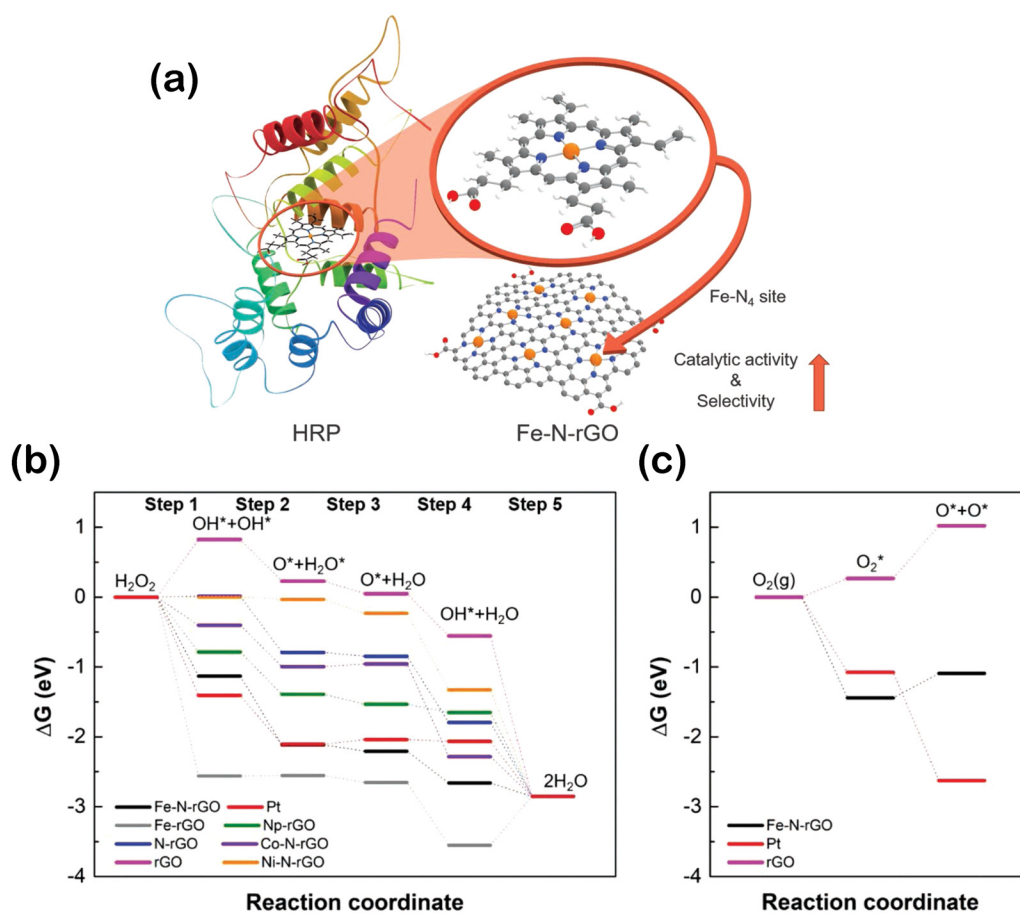 (a)
Fe-N₄ site
Catalytic activity
&
Selectivity
HRP
Fe-N-rGO
(b)
Step 1 Step 2 Step 3 Step 4 Step 5
OH*+OH*
H₂O₂
O*+H₂O*
O*+H₂O
OH*+H₂O
2H₂O
1
0
-1
-2
-3
-4
ΔG (eV)
Fe-N-rGO Pt
Fe-rGO Np-rGO
N-rGO Co-N-rGO
rGO Ni-N-rGO
Reaction coordinate
(c)
O*+O*
O₂*
O₂(g)
1
0
-1
-2
-3
-4
ΔG (eV)
Fe-N-rGO
Pt
rGO
Reaction coordinate